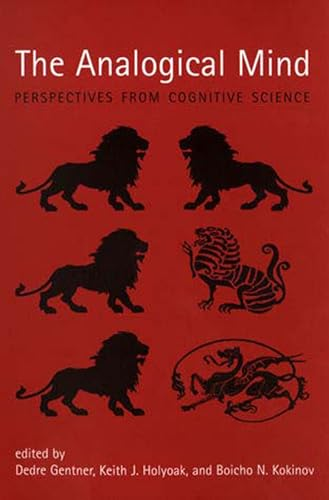 The Analogical Mind
PERSPECTIVES FROM COGNITIVE SCIENCE
edited by
Dedre Gentner, Keith J. Holyoak, and Boicho N. Kokinov